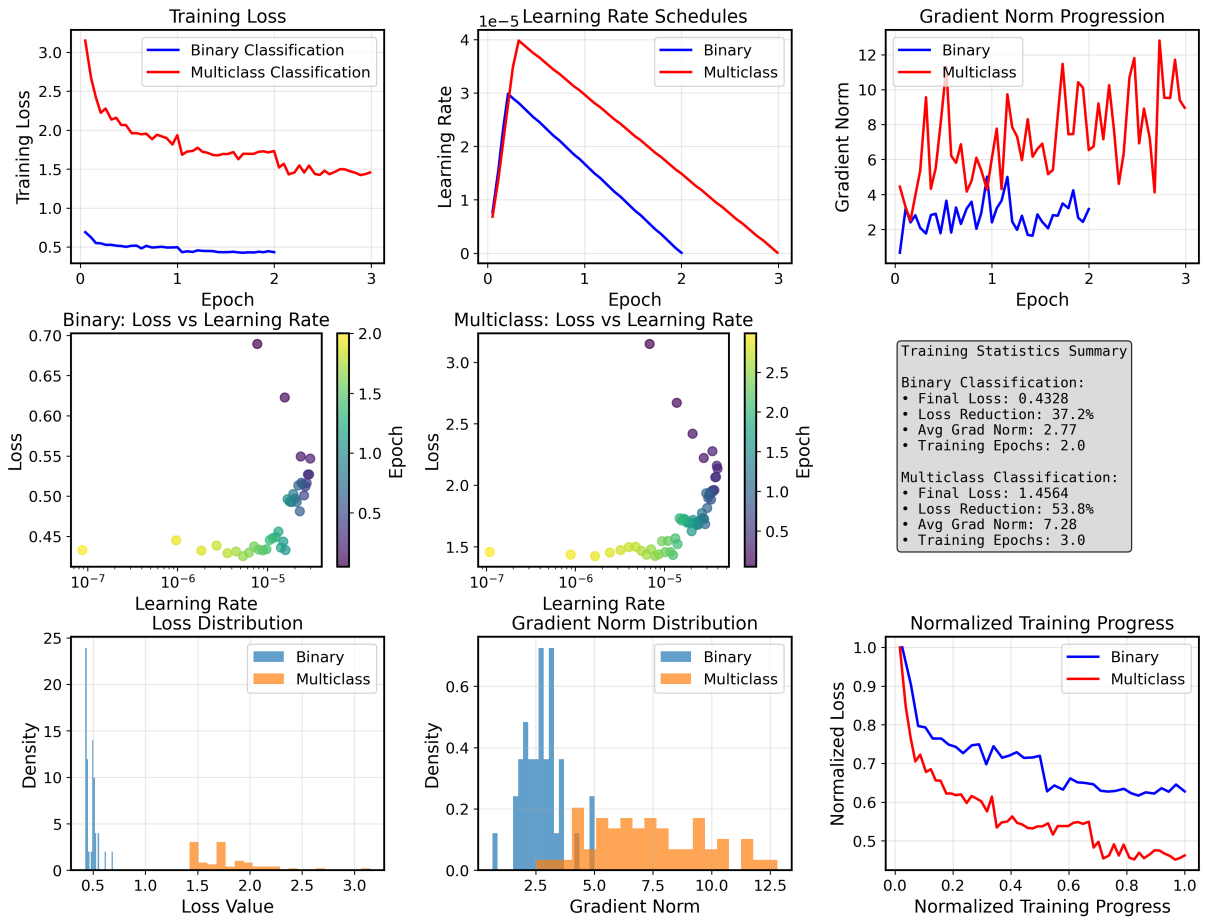 Training Loss
Training Loss
3.0
2.5
2.0
1.5
1.0
0.5
0
1
2
3
Epoch
Binary Classification
Multiclass Classification
1e−5
Learning Rate Schedules
Learning Rate
4
3
2
1
0
0
1
2
3
Epoch
Binary
Multiclass
Gradient Norm Progression
Gradient Norm
12
10
8
6
4
2
0
1
2
3
Epoch
Binary
Multiclass
Binary: Loss vs Learning Rate
Loss
0.70
0.65
0.60
0.55
0.50
0.45
10−7
10−6
10−5
Learning Rate
2.0
1.5
1.0
0.5
Epoch
Multiclass: Loss vs Learning Rate
Loss
3.0
2.5
2.0
1.5
10−7
10−6
10−5
Learning Rate
2.5
2.0
1.5
1.0
0.5
Epoch
Training Statistics Summary
Binary Classification:
• Final Loss: 0.4328
• Loss Reduction: 37.2%
• Avg Grad Norm: 2.77
• Training Epochs: 2.0
Multiclass Classification:
• Final Loss: 1.4564
• Loss Reduction: 53.8%
• Avg Grad Norm: 7.28
• Training Epochs: 3.0
Loss Distribution
Density
25
20
15
10
5
0
0.5
1.0
1.5
2.0
2.5
3.0
Loss Value
Binary
Multiclass
Gradient Norm Distribution
Density
0.6
0.4
0.2
0.0
2.5
5.0
7.5
10.0
12.5
Gradient Norm
Binary
Multiclass
Normalized Training Progress
Normalized Loss
1.0
0.9
0.8
0.7
0.6
0.5
0.0
0.2
0.4
0.6
0.8
1.0
Normalized Training Progress
Binary
Multiclass